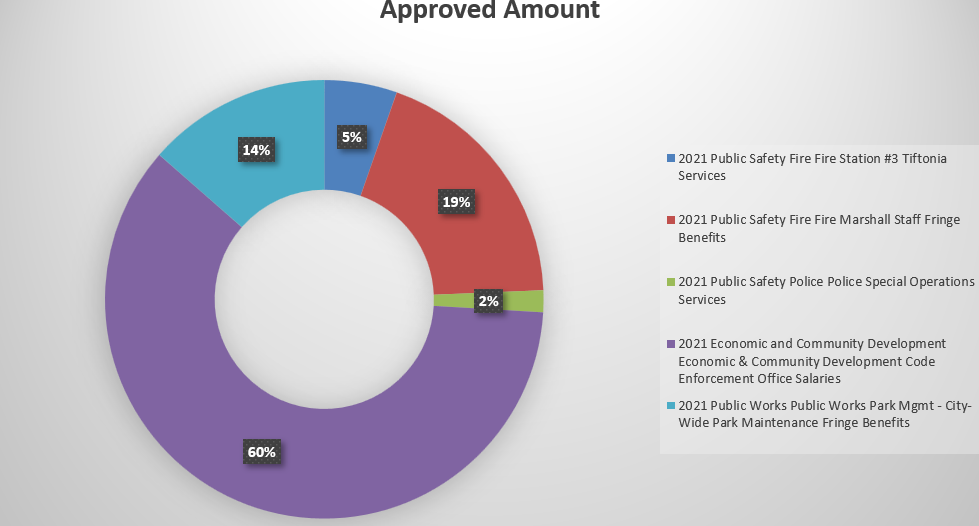 Approved Amount
5%
14%
19%
2%
60%
2021 Public Safety Fire Fire Station #3 Tiftonia
Services
2021 Public Safety Fire Fire Marshall Staff Fringe
Benefits
2021 Public Safety Police Police Special Operations
Services
2021 Economic and Community Development
Economic & Community Development Code
Enforcement Office Salaries
2021 Public Works Public Works Park Mgmt - City-
Wide Park Maintenance Fringe Benefits